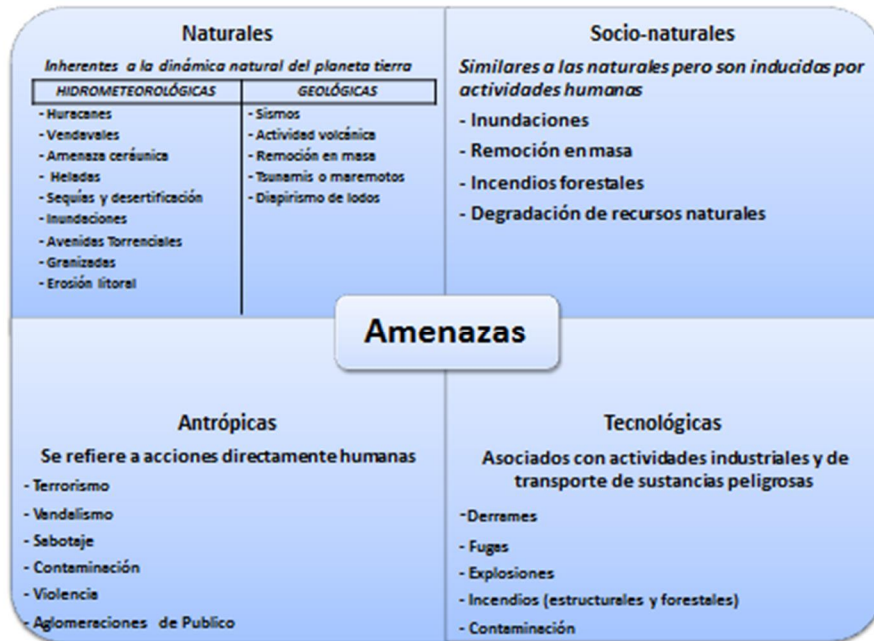 Naturales
Inherentes a la dinámica natural del planeta tierra
HIDROMETEOROLÓGICAS
- Huracanes
- Vendavales
- Amenaza ceráunica
- Heladas
- Sequías y desertificación
- Inundaciones
- Avenidas Torrenciales
- Granizadas
- Erosión litoral
GEOLÓGICAS
- Sismos
- Actividad volcánica
- Remoción en masa
- Tsunamis o maremotos
- Diapirismo de lodos
Socio-naturales
Similares a las naturales pero son inducidas por
actividades humanas
- Inundaciones
- Remoción en masa
- Incendios forestales
- Degradación de recursos naturales
Amenazas
Antrópicas
Se refiere a acciones directamente humanas
- Terrorismo
- Vandalismo
- Sabotaje
- Contaminación
- Violencia
- Aglomeraciones de Publico
Tecnológicas
Asociados con actividades industriales y de
transporte de sustancias peligrosas
-Derrames
- Fugas
- Explosiones
- Incendios (estructurales y forestales)
- Contaminación